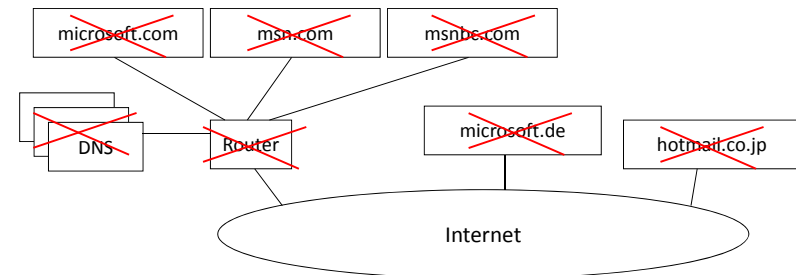 microsoft.com
msn.com
msnbc.com
DNS
Router
microsoft.de
hotmail.co.jp
Internet